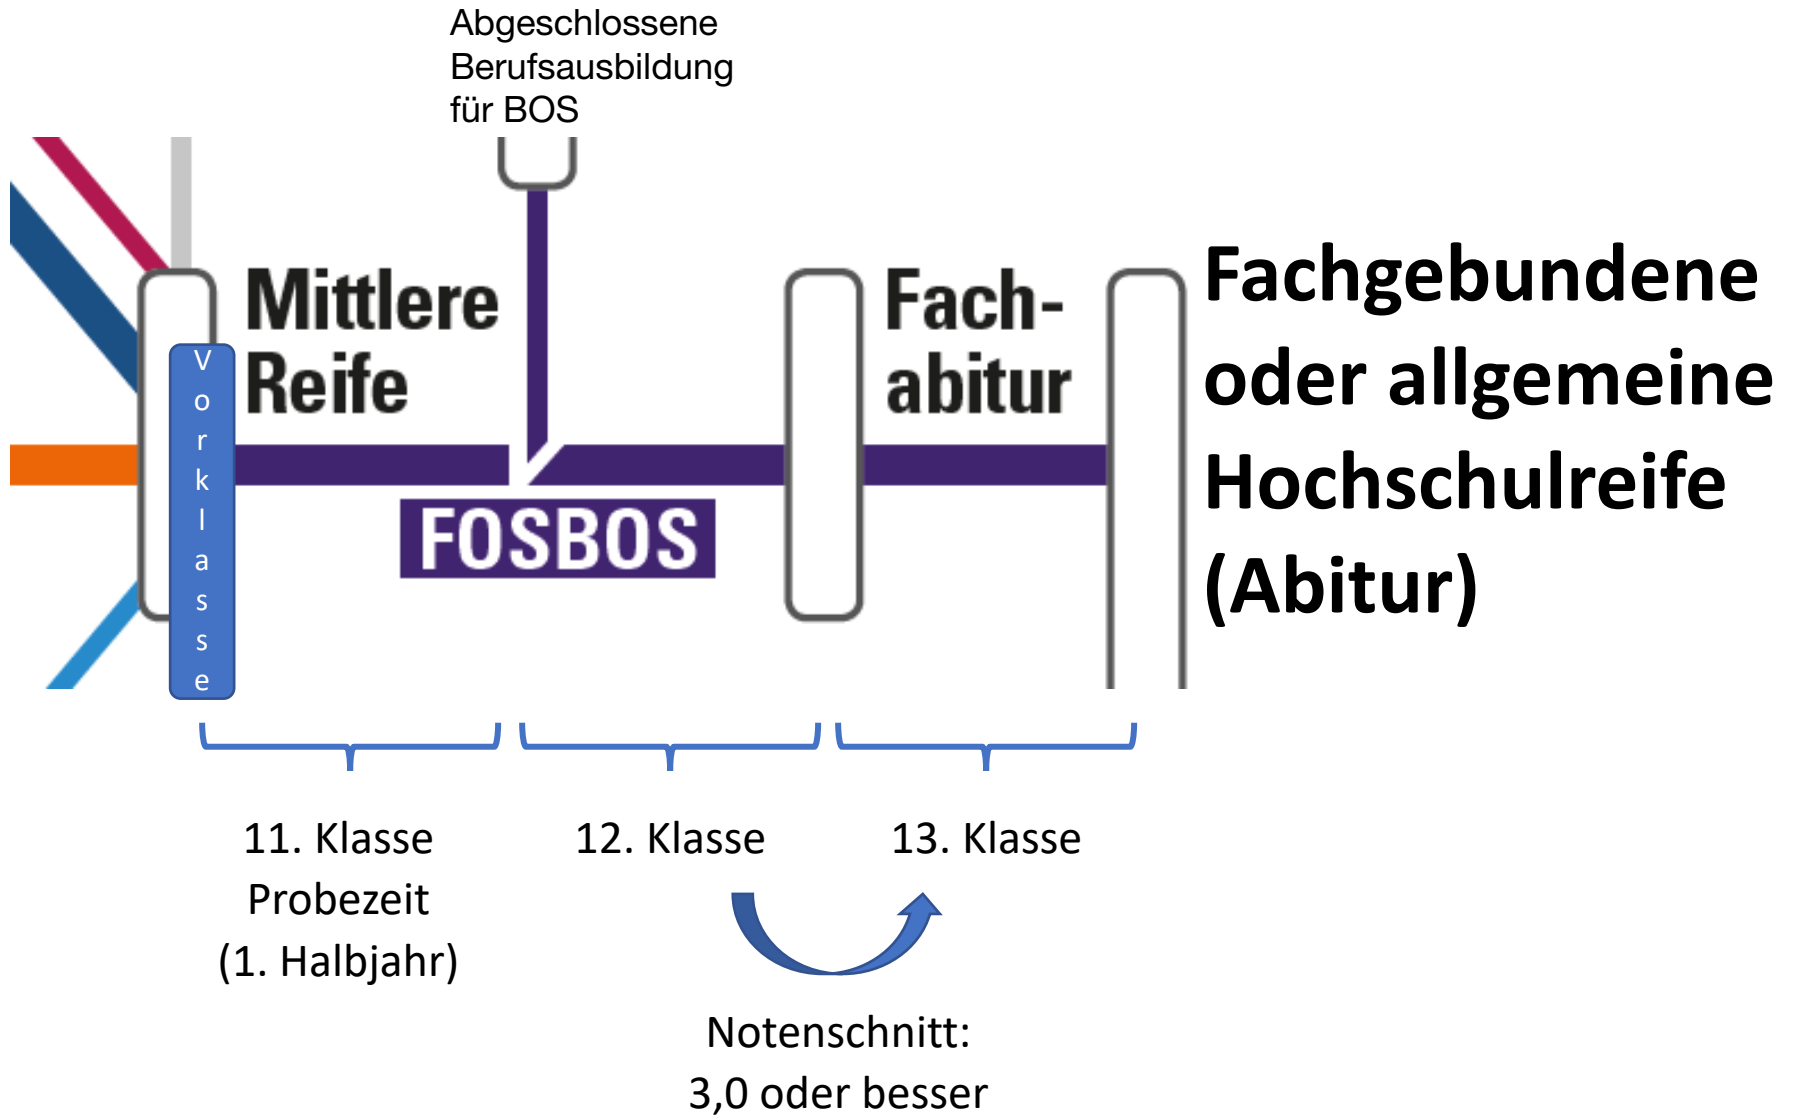 Abgeschlossene
Berufsausbildung
für BOS
Mittlere
Reife
Fach-
abitur
Fachgebundene
oder allgemeine
Hochschulreife
(Abitur)
Vorklasse
FOSBOS
11. Klasse
Probezeit
(1. Halbjahr)
12. Klasse
13. Klasse
Notenschnitt:
3,0 oder besser